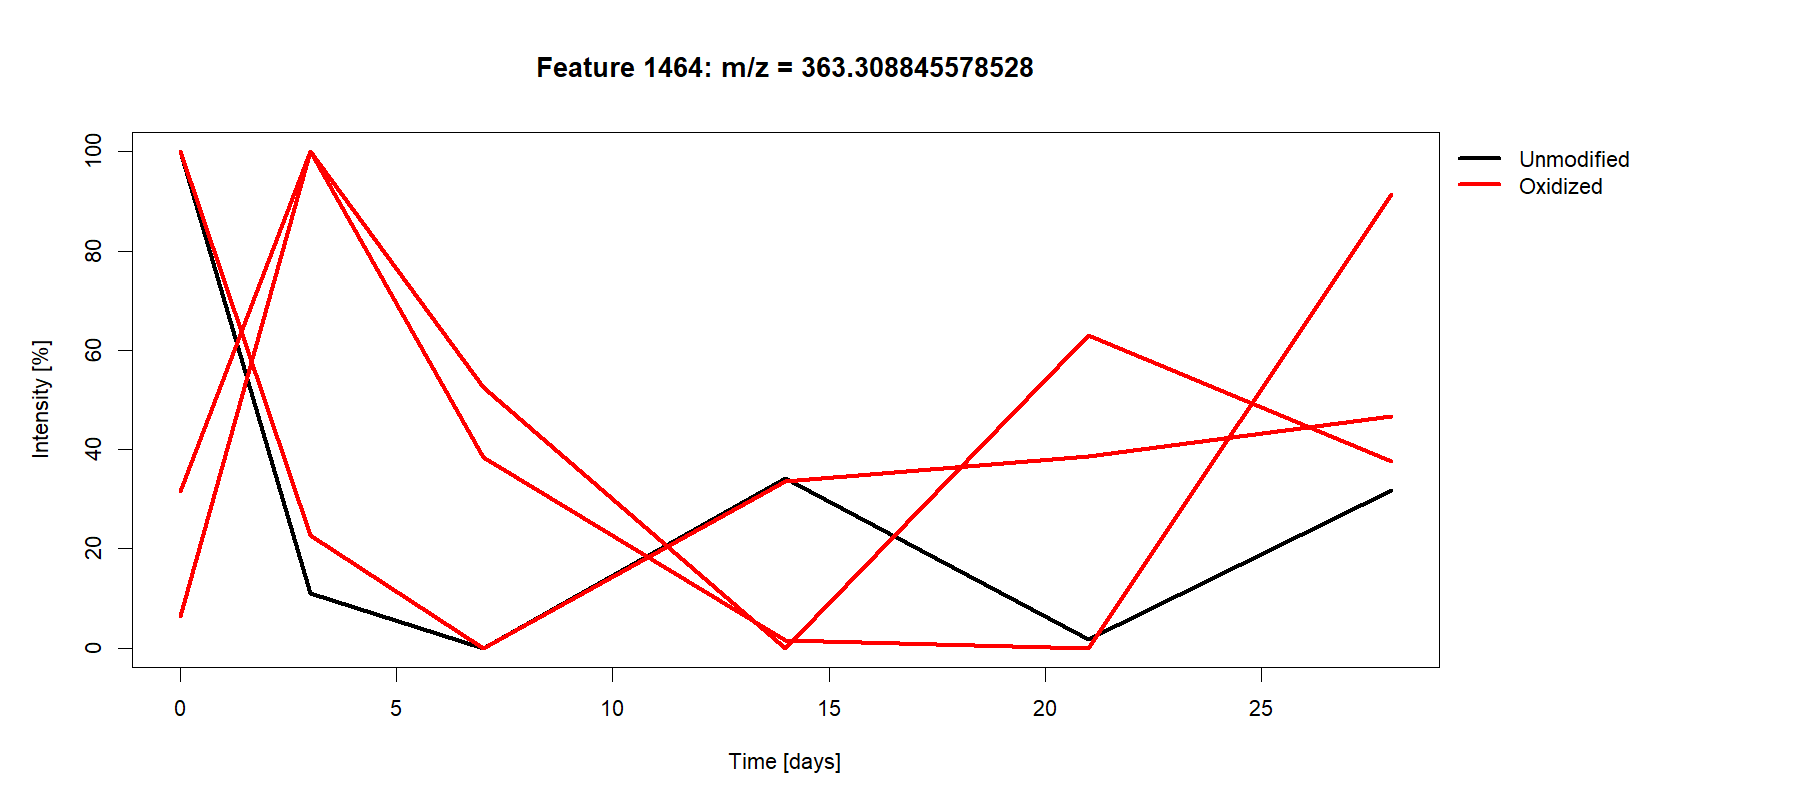 Feature 1464: m/z = 363.308845578528
Unmodified
Oxidized
Intensity [%]
100
80
60
40
20
0
0 5 10 15 20 25
Time [days]